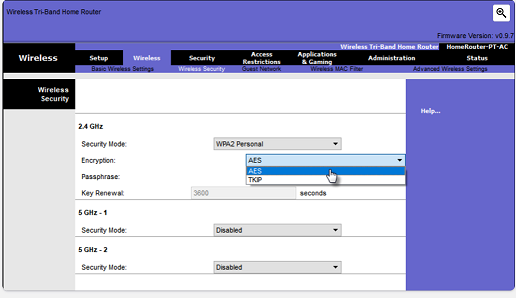 Wireless Tri-Band Home Router
Firmware Version: v0.9.7
Wireless Tri-Band Home Router HomeRouter-PT-AC
Wireless
Setup Wireless Security Access Restrictions Applications & Gaming Administration Status
Basic Wireless Settings Wireless Security Guest Network Wireless MAC Filter Advanced Wireless Settings
Wireless Security
Help...
2.4 GHz
Security Mode: WPA2 Personal
Encryption: AES
AES
Passphrase: TKIP
Key Renewal: 3600 seconds
5 GHz - 1
Security Mode: Disabled
5 GHz - 2
Security Mode: Disabled